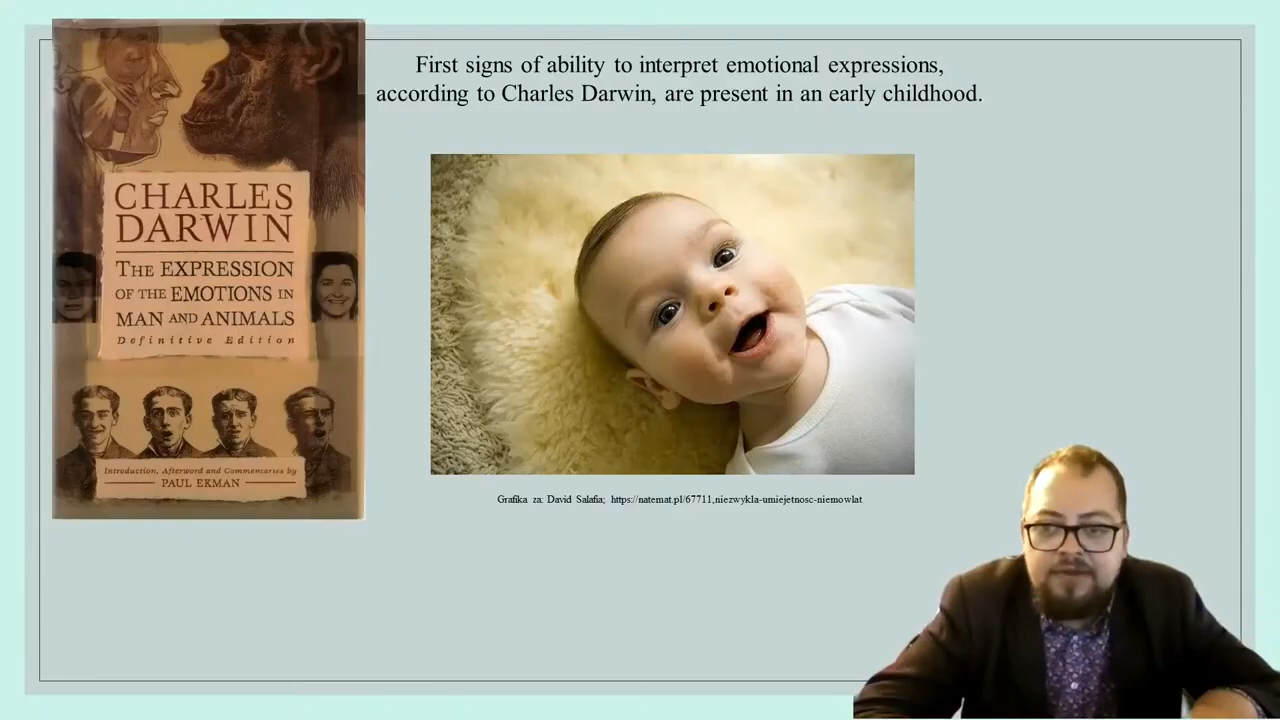 First signs of ability to interpret emotional expressions,
according to Charles Darwin, are present in an early childhood.
CHARLES
DARWIN
THE EXPRESSION
OF THE EMOTIONS IN
MAN AND ANIMALS
Definitive Edition
Introduction, Afterword and Commentaries by
PAUL EKMAN
Grafika za: David Salafia; https://natemat.pl/67711,niezwykla-umiejetnosc-niemowlat